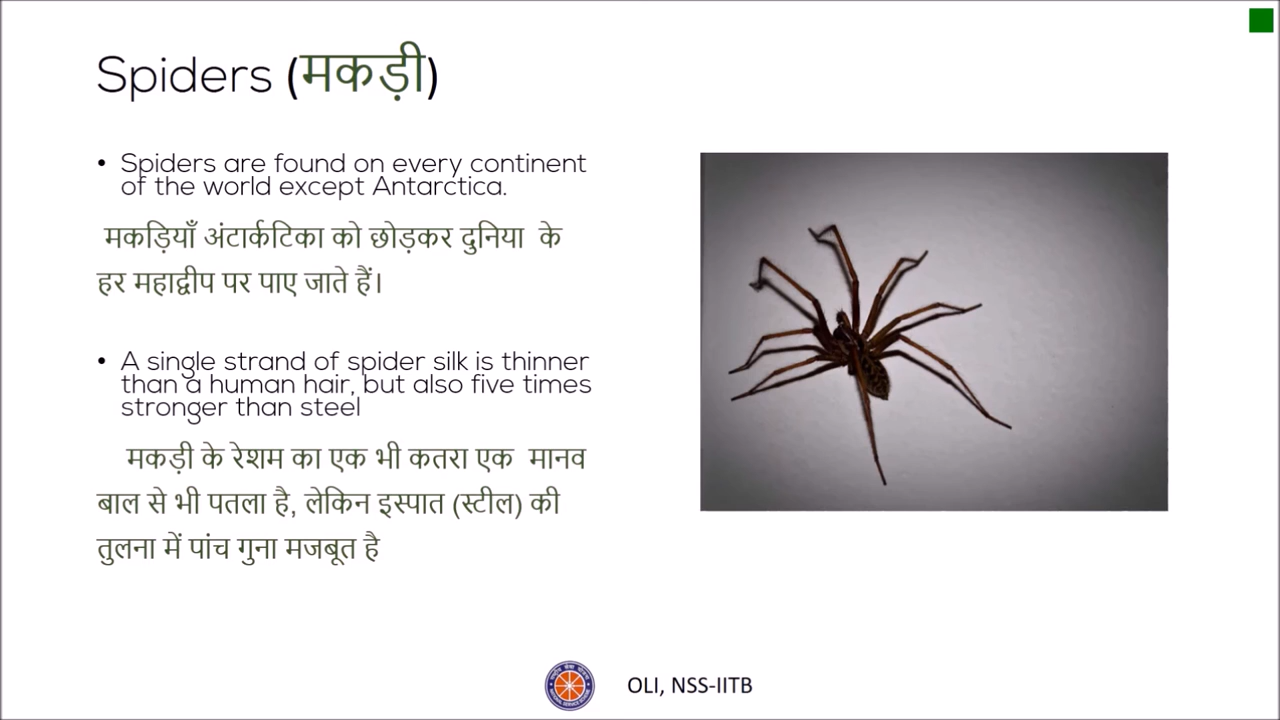 Spiders (मकड़ी)
• Spiders are found on every continent
of the world except Antarctica.
मकड़ियाँ अंटार्कटिका को छोड़कर दुनिया के
हर महाद्वीप पर पाए जाते हैं।
• A single strand of spider silk is thinner
than a human hair, but also five times
stronger than steel
मकड़ी के रेशम का एक भी कतरा एक मानव
बाल से भी पतला है, लेकिन इस्पात (स्टील) की
तुलना में पांच गुना मजबूत है
OLI, NSS-IITB